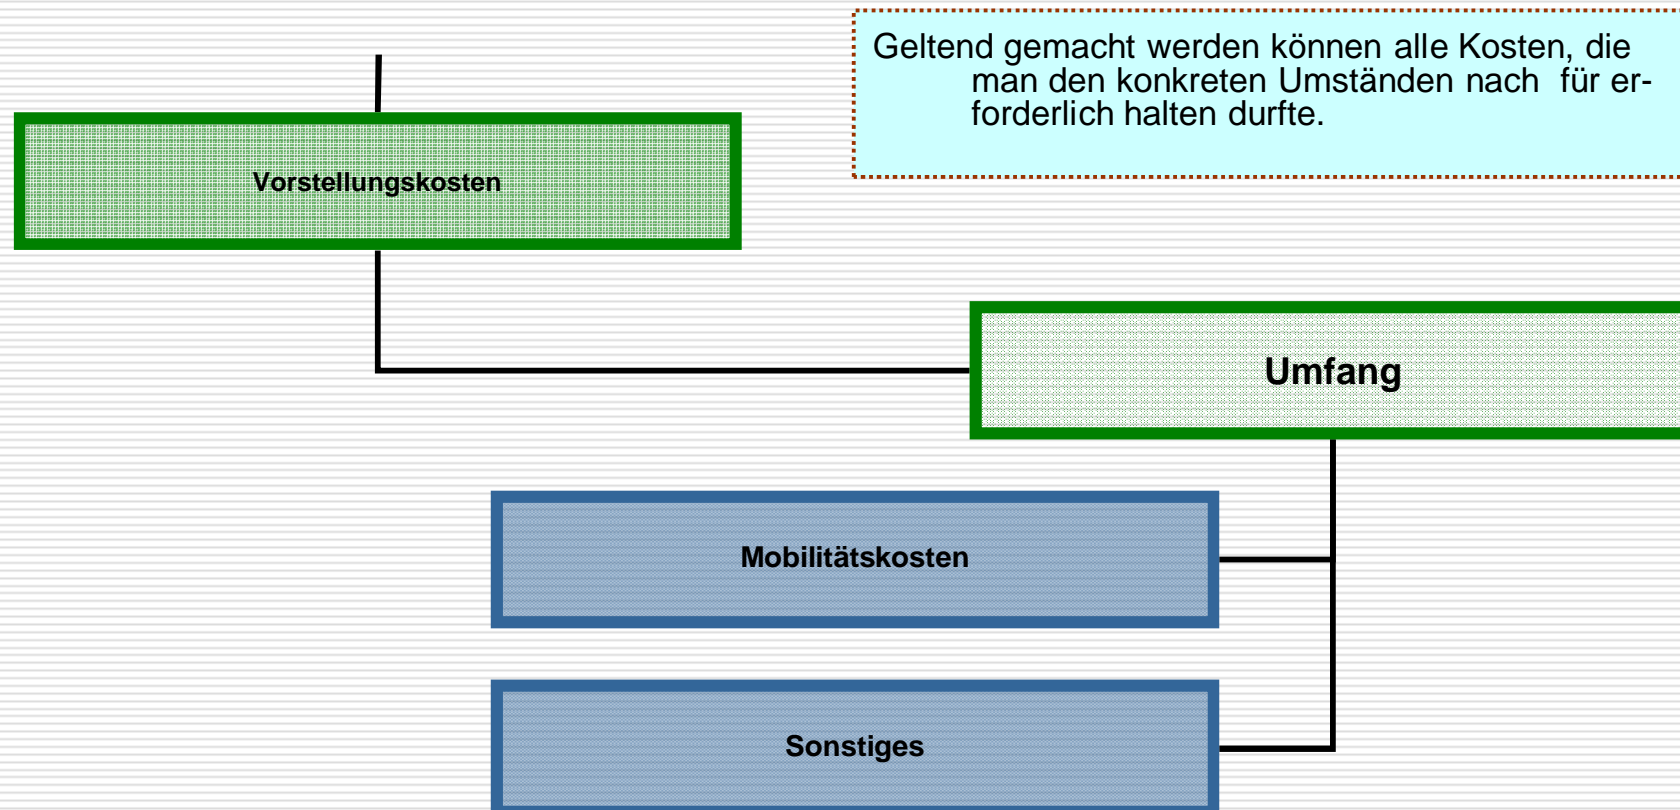 Geltend gemacht werden können alle Kosten, die
man den konkreten Umständen nach  für er-
forderlich halten durfte.
Vorstellungskosten
Umfang
Mobilitätskosten
Sonstiges